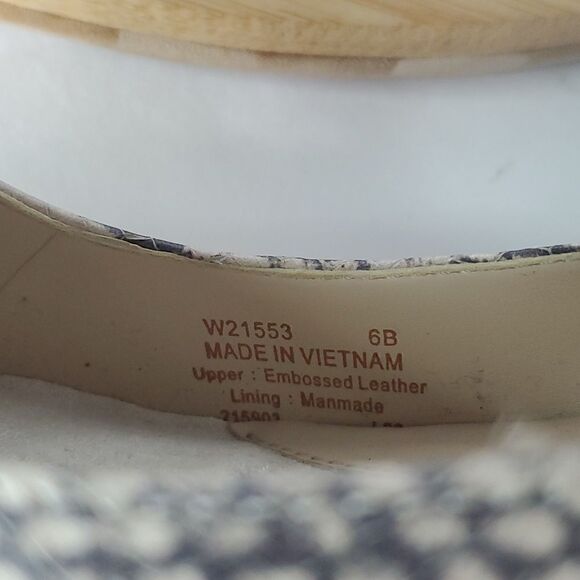 W21553 6B
MADE IN VIETNAM
Upper : Embossed Leather
Lining : Manmade